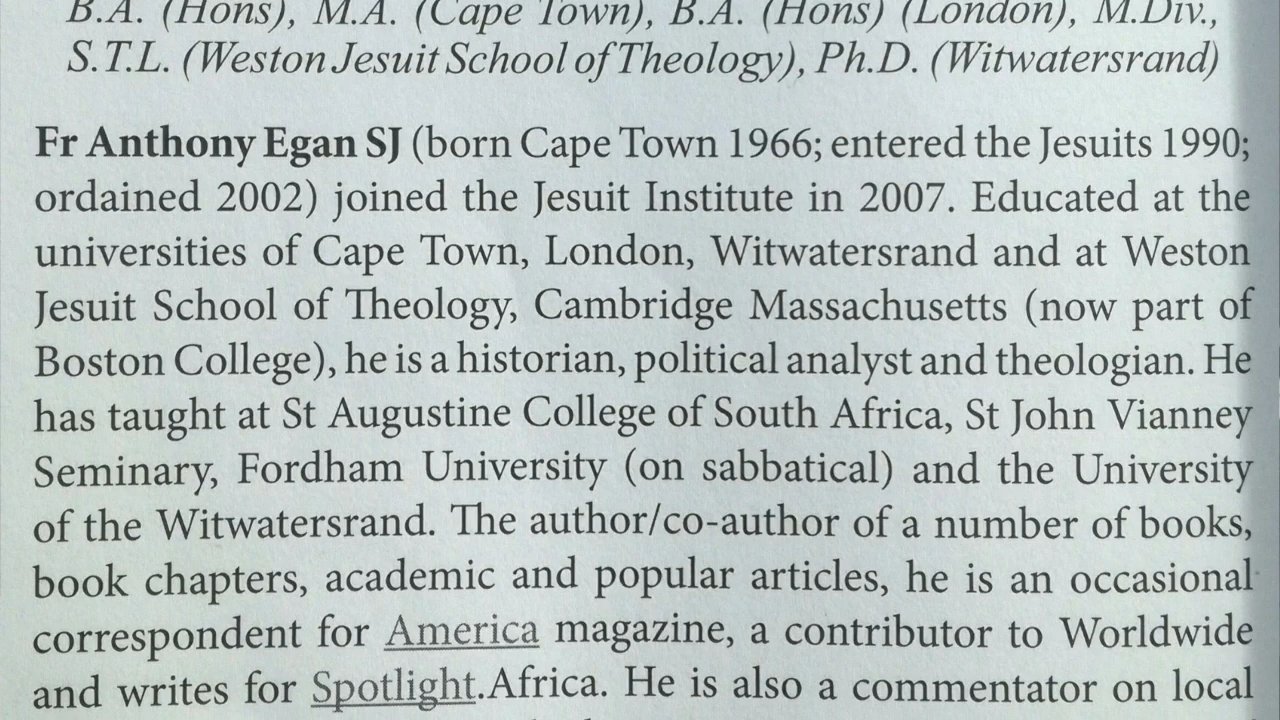 B.A. (Hons), M.A. (Cape Town), B.A. (Hons) (London), M.Div.,
S.T.L. (Weston Jesuit School of Theology), Ph.D. (Witwatersrand)
Fr Anthony Egan SJ (born Cape Town 1966; entered the Jesuits 1990;
ordained 2002) joined the Jesuit Institute in 2007. Educated at the
universities of Cape Town, London, Witwatersrand and at Weston
Jesuit School of Theology, Cambridge Massachusetts (now part of
Boston College), he is a historian, political analyst and theologian. He
has taught at St Augustine College of South Africa, St John Vianney
Seminary, Fordham University (on sabbatical) and the University
of the Witwatersrand. The author/co-author of a number of books,
book chapters, academic and popular articles, he is an occasional
correspondent for America magazine, a contributor to Worldwide
and writes for Spotlight.Africa. He is also a commentator on local